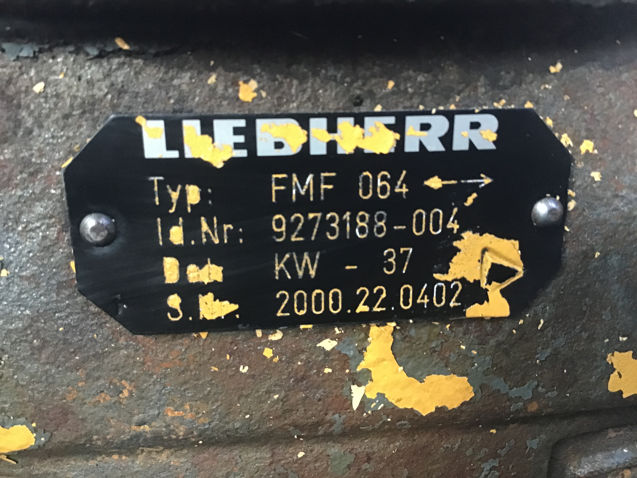 LIEBHERR
Typ: FMF 064 ←→
Id.Nr: 9273188-004
KW - 37
2000.22.0402